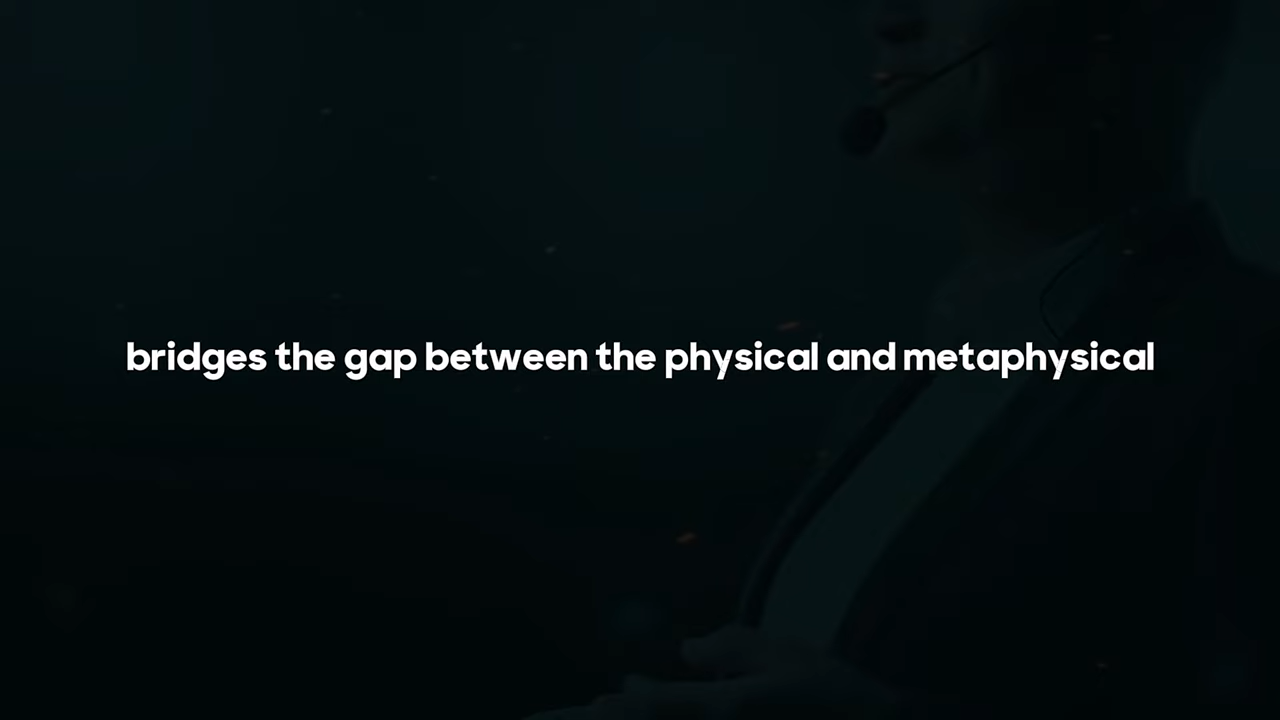 bridges the gap between the physical and metaphysical